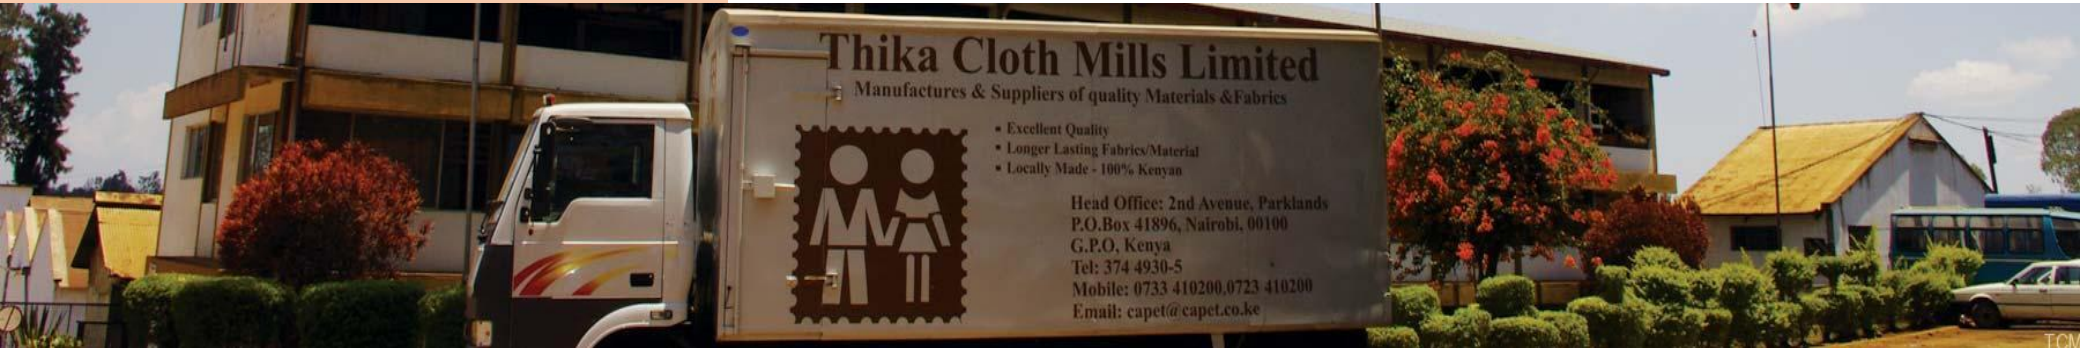 Thika Cloth Mills Limited
Manufactures & Suppliers of quality Materials &Fabrics
▪ Excellent Quality
▪ Longer Lasting Fabrics/Material
▪ Locally Made - 100% Kenyan
Head Office: 2nd Avenue, Parklands
P.O.Box 41896, Nairobi, 00100
G.P.O, Kenya
Tel: 374 4930-5
Mobile: 0733 410200,0723 410200
Email: capet@capet.co.ke
TCM